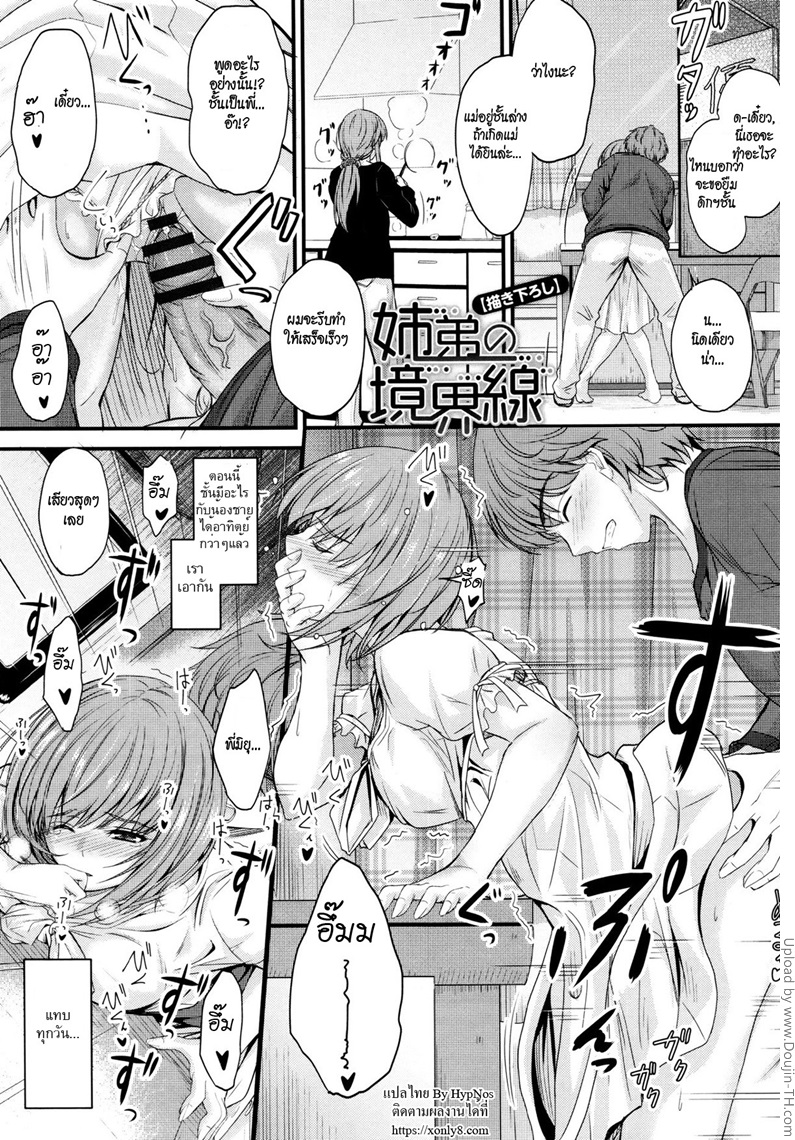 ด-เดี๋ยว,
นี่เธอจะ
ทำอะไร?
ไหนบอกว่า
จะขอยืม
ดิกฯชั้น
น...
นิดเดียว
น่า...
ว่าไงนะ?
แม่อยู่ชั้นล่าง
ถ้าเกิดแม่
ได้ยินล่ะ...
【描き下ろし】
姉弟の
境界線
ผมจะรีบทำ
ให้เสร็จเร็วๆ
พูดอะไร
อย่างนั้น!?
ชั้นเป็นพี่...
อ๊า!?
เดี๋ยว...
ฮ๊า
อ๊า
อ๊า
ซี๊ด
ตอนนี้
ชั้นมีอะไร
กับน้องชาย
ได้อาทิตย์
กว่าๆแล้ว
เรา
เอากัน
อึ๊ม
เสียวสุดๆ
เลย
อึ๊ม
พี่มิยุ...
อึ๊มม
อึ๊ม
แทบ
ทุกวัน...
แปลไทย By HypNos
ติดตามผลงานได้ที่
https://xonly8.com
Upload by www.Doujin-TH.com